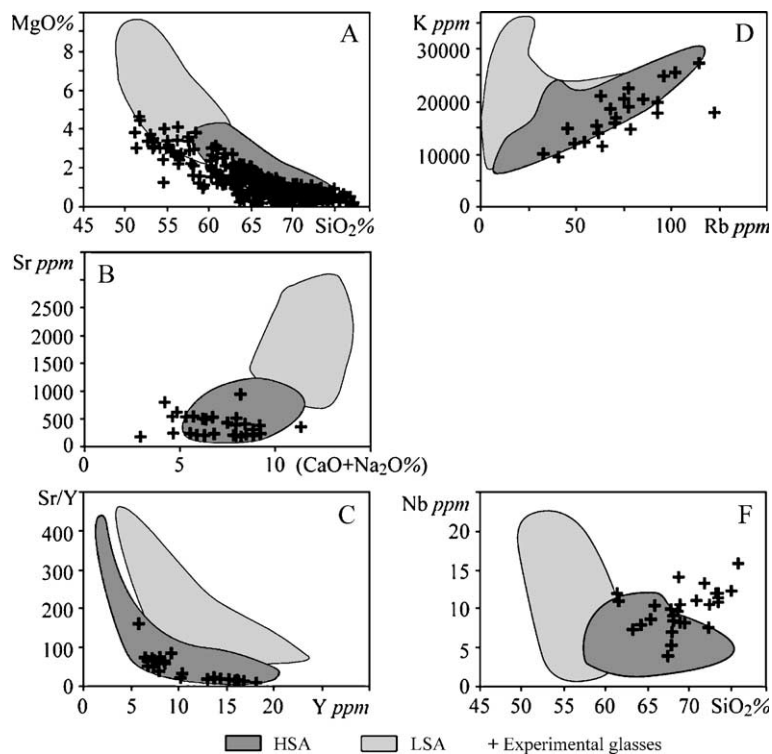 MgO% A
8
6
4
2
0
45 50 55 60 65 70 SiO2%
K ppm D
30000
20000
10000
0 50 100 Rb ppm
Sr ppm B
2500
2000
1500
1000
500
0
0 5 10 (CaO+Na2O%)
Sr/Y C
400
300
200
100
0
0 5 10 15 20 Y ppm
Nb ppm F
20
15
10
5
0
45 50 55 60 65 70 SiO2%
HSA LSA + Experimental glasses